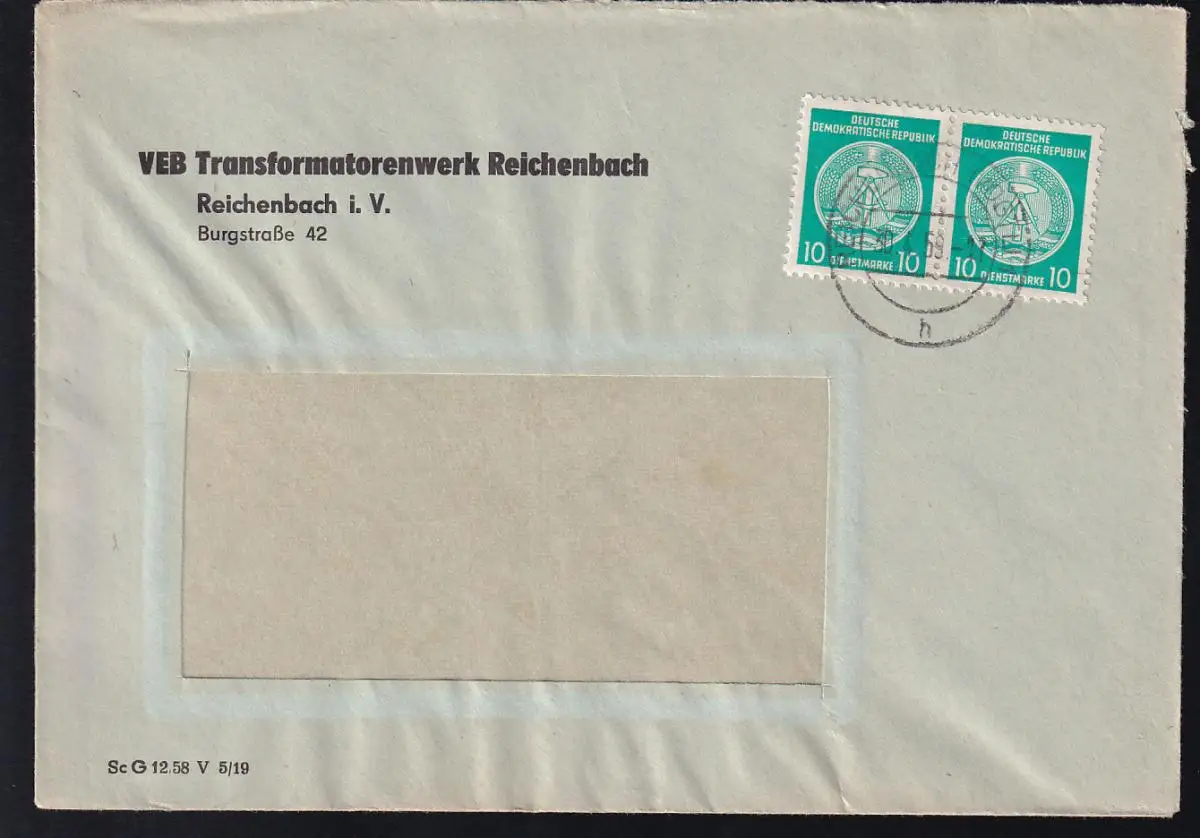 VEB Transformatorenwerk Reichenbach
Reichenbach i. V.
Burgstraße 42
DEUTSCHE
DEMOKRATISCHE REPUBLIK
10 DIENSTMARKE 10
DEUTSCHE
DEMOKRATISCHE REPUBLIK
10 DIENSTMARKE 10
h
Sc G 12.58 V 5/19